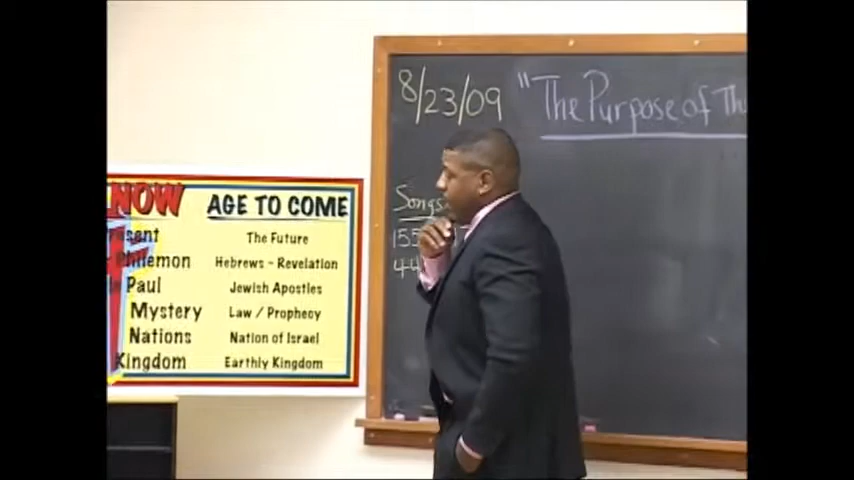 8/23/09 "The Purpose of Th
Songs
155
NOW
AGE TO COME
The Future
Philemon
Hebrews - Revelation
Paul
Jewish Apostles
Mystery
Law / Prophecy
Nations
Nation of Israel
Kingdom
Earthly Kingdom